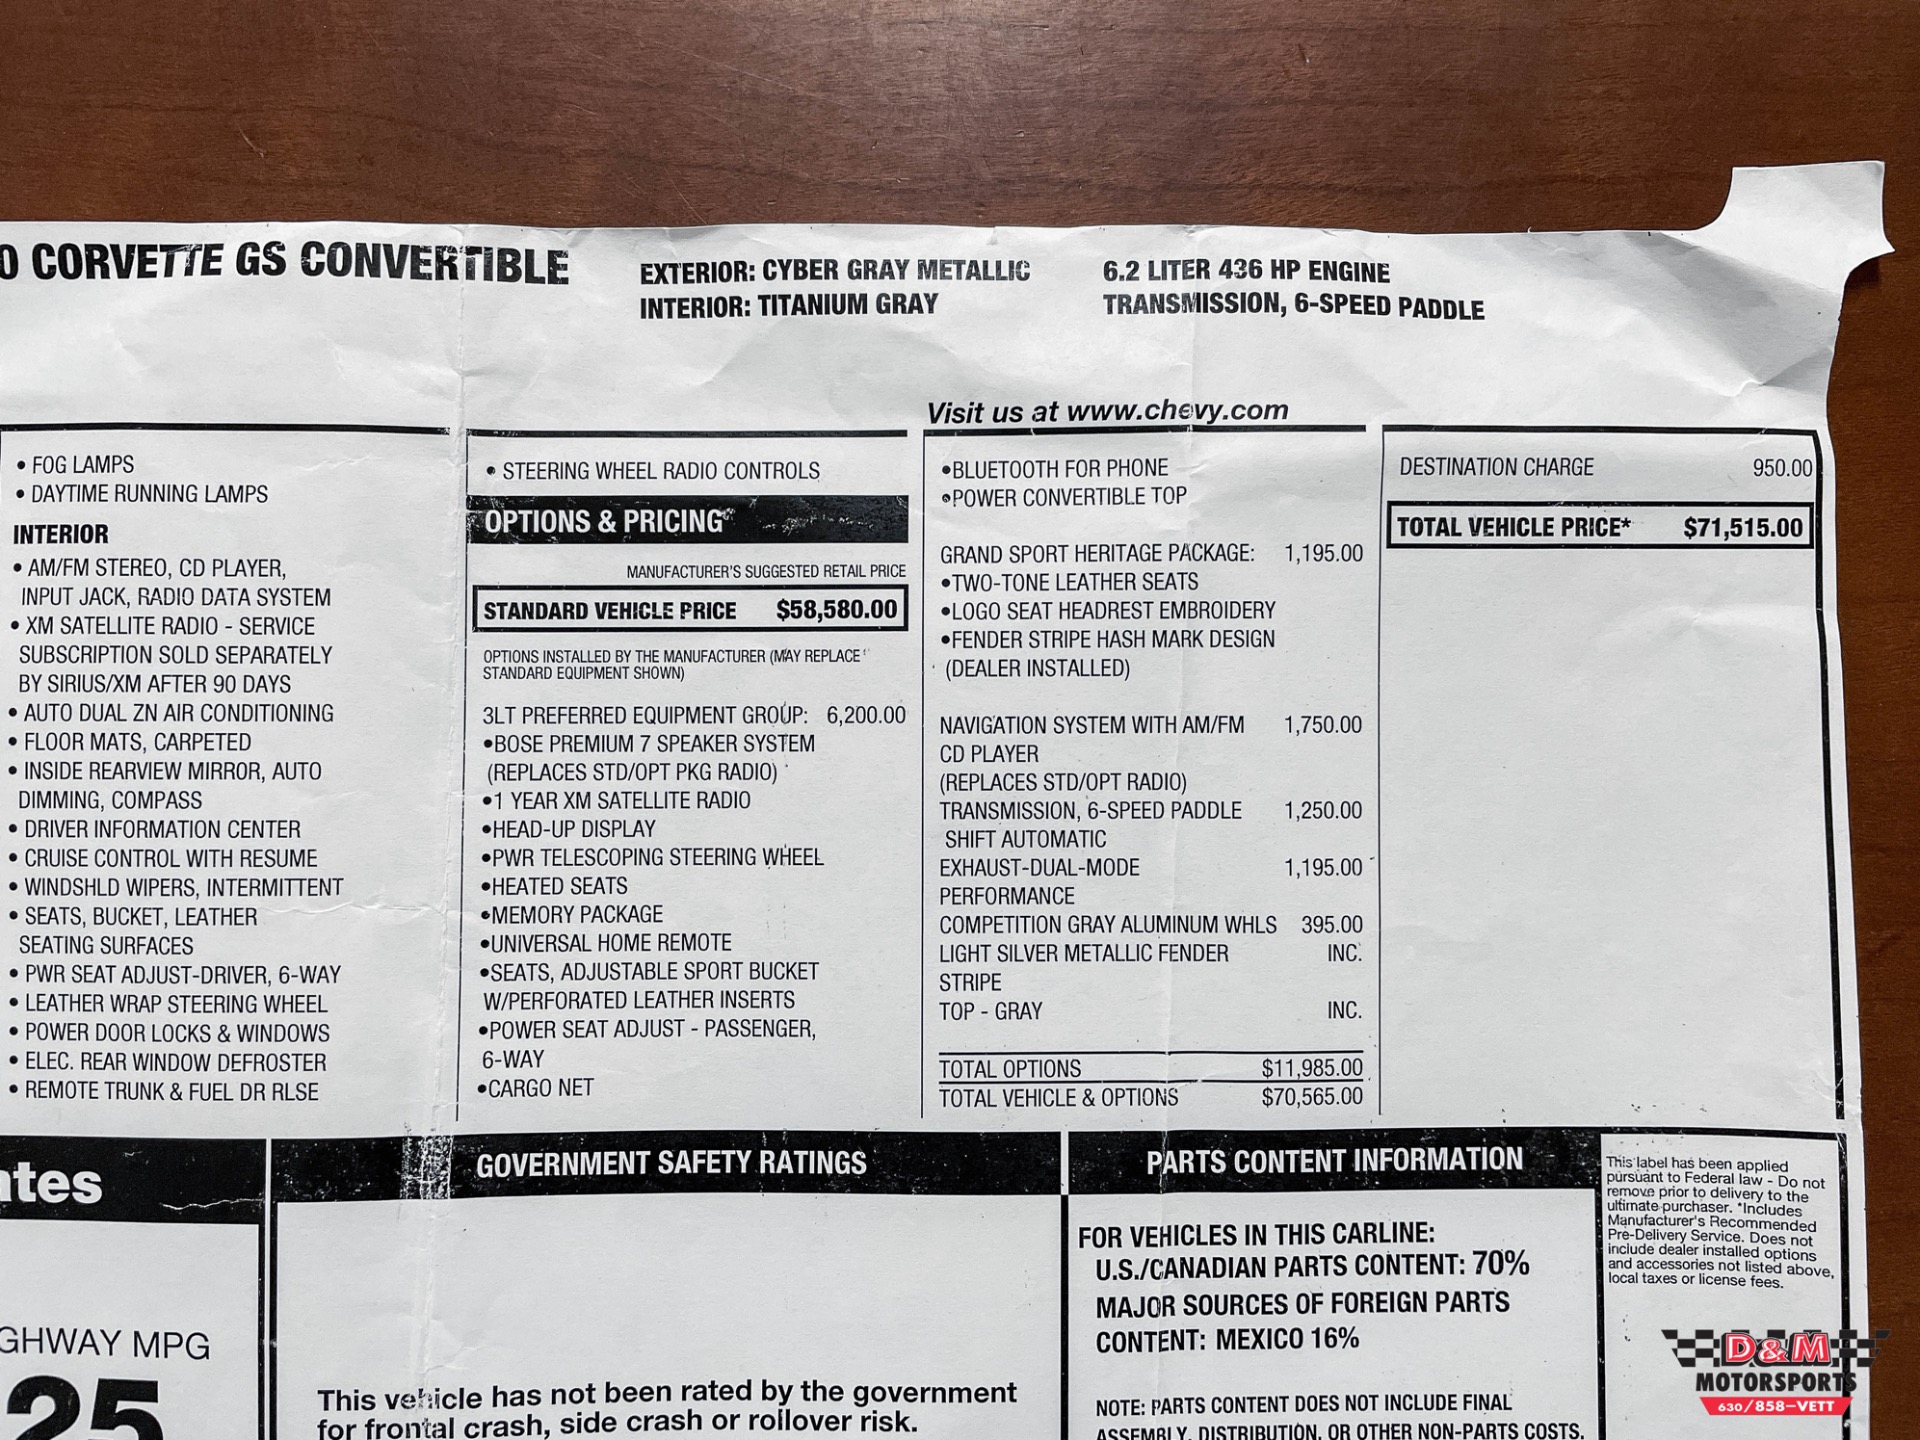 0 CORVETTE GS CONVERTIBLE
EXTERIOR: CYBER GRAY METALLIC
INTERIOR: TITANIUM GRAY
6.2 LITER 436 HP ENGINE
TRANSMISSION, 6-SPEED PADDLE
Visit us at www.chevy.com
• FOG LAMPS
• DAYTIME RUNNING LAMPS
INTERIOR
• AM/FM STEREO, CD PLAYER,
INPUT JACK, RADIO DATA SYSTEM
• XM SATELLITE RADIO - SERVICE
SUBSCRIPTION SOLD SEPARATELY
BY SIRIUS/XM AFTER 90 DAYS
• AUTO DUAL ZN AIR CONDITIONING
• FLOOR MATS, CARPETED
• INSIDE REARVIEW MIRROR, AUTO
DIMMING, COMPASS
• DRIVER INFORMATION CENTER
• CRUISE CONTROL WITH RESUME
• WINDSHLD WIPERS, INTERMITTENT
• SEATS, BUCKET, LEATHER
SEATING SURFACES
• PWR SEAT ADJUST-DRIVER, 6-WAY
• LEATHER WRAP STEERING WHEEL
• POWER DOOR LOCKS & WINDOWS
• ELEC. REAR WINDOW DEFROSTER
• REMOTE TRUNK & FUEL DR RLSE
• STEERING WHEEL RADIO CONTROLS
OPTIONS & PRICING
MANUFACTURER'S SUGGESTED RETAIL PRICE
STANDARD VEHICLE PRICE $58,580.00
OPTIONS INSTALLED BY THE MANUFACTURER (MAY REPLACE
STANDARD EQUIPMENT SHOWN)
3LT PREFERRED EQUIPMENT GROUP: 6,200.00
•BOSE PREMIUM 7 SPEAKER SYSTEM
(REPLACES STD/OPT PKG RADIO)
•1 YEAR XM SATELLITE RADIO
•HEAD-UP DISPLAY
•PWR TELESCOPING STEERING WHEEL
•HEATED SEATS
•MEMORY PACKAGE
•UNIVERSAL HOME REMOTE
•SEATS, ADJUSTABLE SPORT BUCKET
W/PERFORATED LEATHER INSERTS
•POWER SEAT ADJUST - PASSENGER,
6-WAY
•CARGO NET
•BLUETOOTH FOR PHONE
•POWER CONVERTIBLE TOP
GRAND SPORT HERITAGE PACKAGE: 1,195.00
•TWO-TONE LEATHER SEATS
•LOGO SEAT HEADREST EMBROIDERY
•FENDER STRIPE HASH MARK DESIGN
(DEALER INSTALLED)
NAVIGATION SYSTEM WITH AM/FM 1,750.00
CD PLAYER
(REPLACES STD/OPT RADIO)
TRANSMISSION, 6-SPEED PADDLE 1,250.00
SHIFT AUTOMATIC
EXHAUST-DUAL-MODE 1,195.00
PERFORMANCE
COMPETITION GRAY ALUMINUM WHLS 395.00
LIGHT SILVER METALLIC FENDER INC.
STRIPE
TOP - GRAY INC.
TOTAL OPTIONS $11,985.00
TOTAL VEHICLE & OPTIONS $70,565.00
DESTINATION CHARGE 950.00
TOTAL VEHICLE PRICE* $71,515.00
ates
GHWAY MPG
25
GOVERNMENT SAFETY RATINGS
This vehicle has not been rated by the government
for frontal crash, side crash or rollover risk.
PARTS CONTENT INFORMATION
FOR VEHICLES IN THIS CARLINE:
U.S./CANADIAN PARTS CONTENT: 70%
MAJOR SOURCES OF FOREIGN PARTS
CONTENT: MEXICO 16%
NOTE: PARTS CONTENT DOES NOT INCLUDE FINAL
ASSEMBLY, DISTRIBUTION, OR OTHER NON-PARTS COSTS.
This label has been applied
pursuant to Federal law - Do not
remove prior to delivery to the
ultimate purchaser. *Includes
Manufacturer's Recommended
Pre-Delivery Service. Does not
include dealer installed options
and accessories not listed above,
local taxes or license fees.
D&M
MOTORSPORTS
630/858-VETT